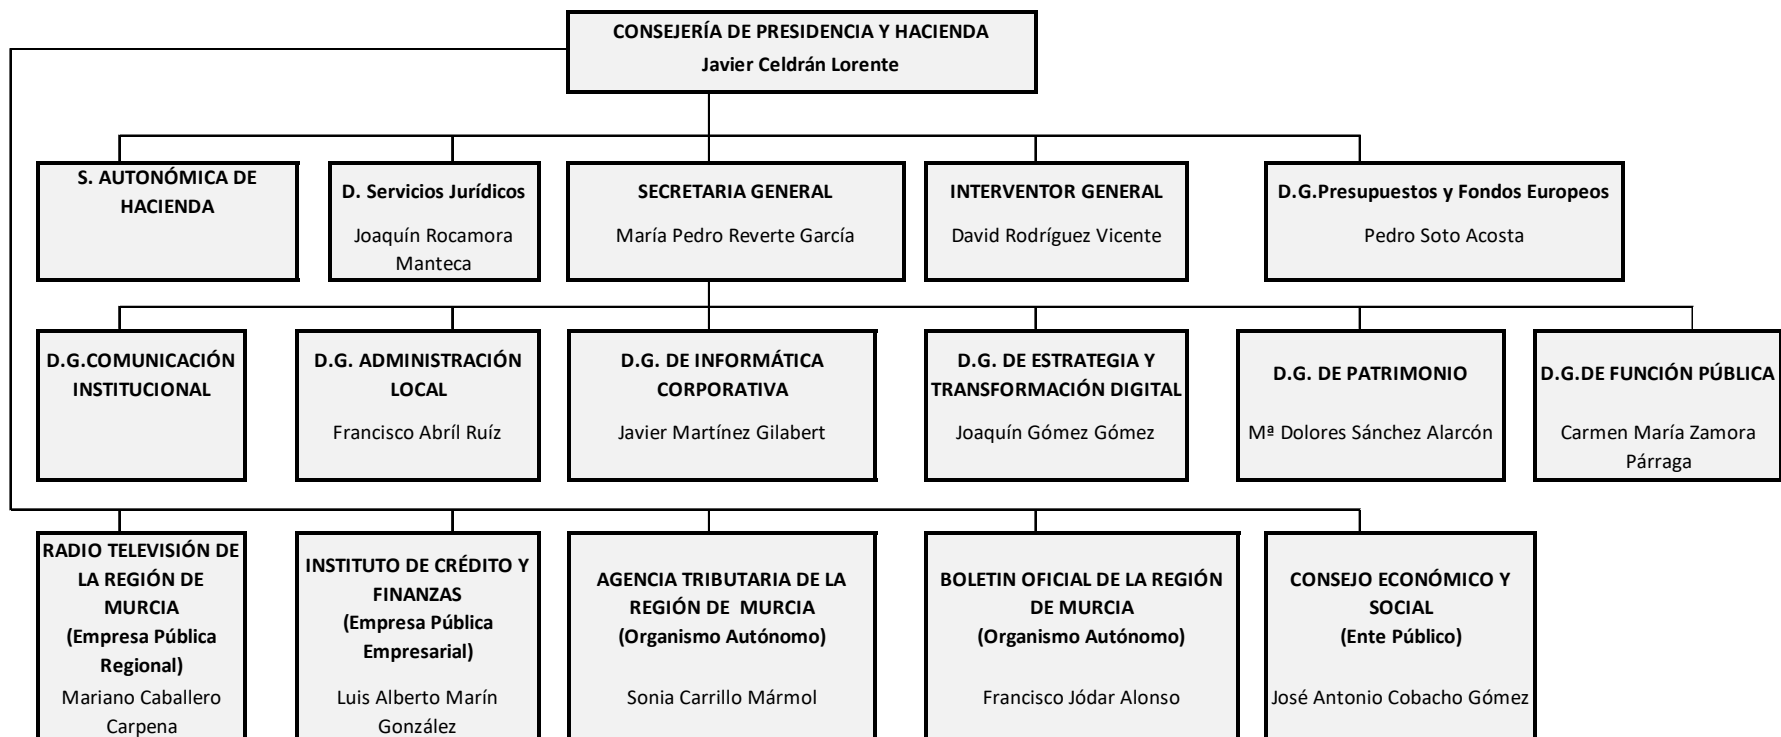 CONSEJERÍA DE PRESIDENCIA Y HACIENDA
Javier Celdrán Lorente
S. AUTONÓMICA DE
HACIENDA
D. Servicios Jurídicos
Joaquín Rocamora
Manteca
SECRETARIA GENERAL
María Pedro Reverte García
INTERVENTOR GENERAL
David Rodríguez Vicente
D.G.Presupuestos y Fondos Europeos
Pedro Soto Acosta
D.G.COMUNICACIÓN
INSTITUCIONAL
D.G. ADMINISTRACIÓN
LOCAL
Francisco Abríl Ruíz
D.G. DE INFORMÁTICA
CORPORATIVA
Javier Martínez Gilabert
D.G. DE ESTRATEGIA Y
TRANSFORMACIÓN DIGITAL
Joaquín Gómez Gómez
D.G. DE PATRIMONIO
Mª Dolores Sánchez Alarcón
D.G.DE FUNCIÓN PÚBLICA
Carmen María Zamora
Párraga
RADIO TELEVISIÓN DE
LA REGIÓN DE
MURCIA
(Empresa Pública
Regional)
Mariano Caballero
Carpena
INSTITUTO DE CRÉDITO Y
FINANZAS
(Empresa Pública
Empresarial)
Luis Alberto Marín
González
AGENCIA TRIBUTARIA DE LA
REGIÓN DE MURCIA
(Organismo Autónomo)
Sonia Carrillo Mármol
BOLETIN OFICIAL DE LA REGIÓN
DE MURCIA
(Organismo Autónomo)
Francisco Jódar Alonso
CONSEJO ECONÓMICO Y
SOCIAL
(Ente Público)
José Antonio Cobacho Gómez